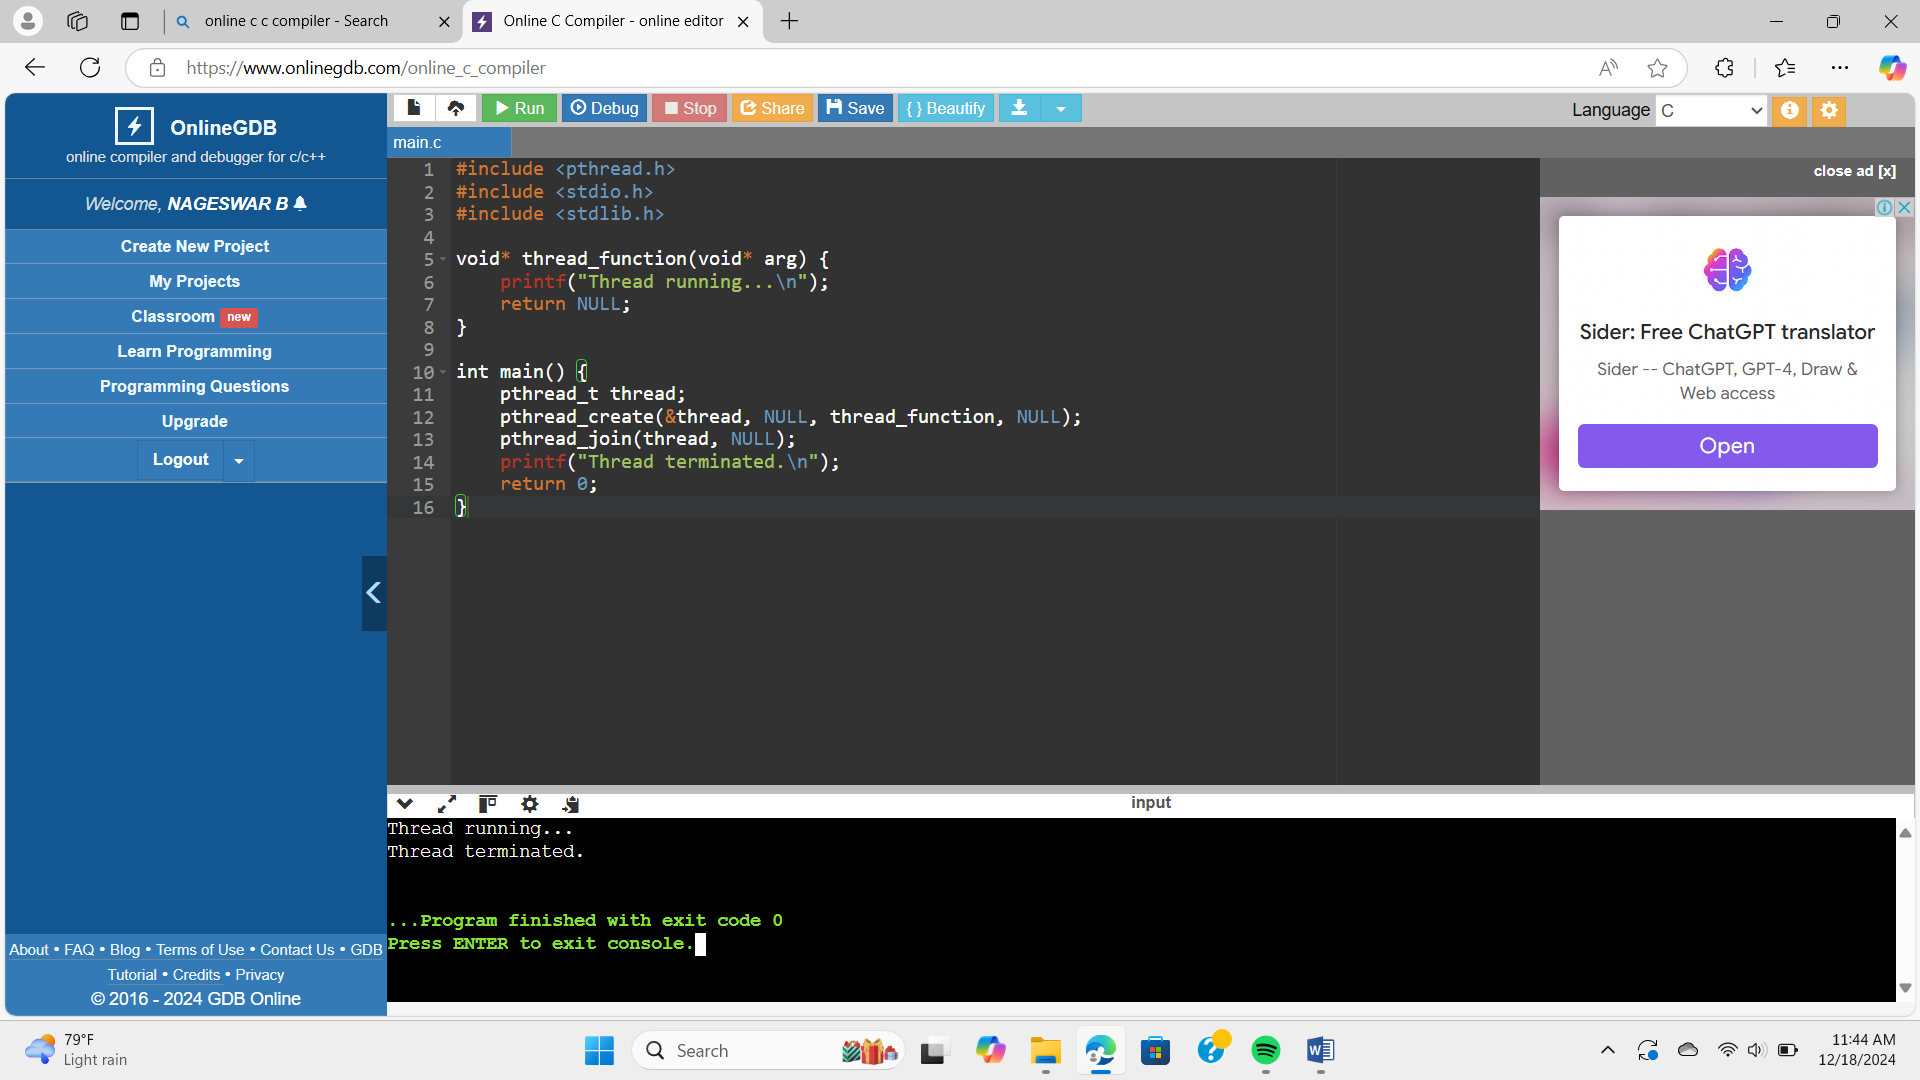 online c c compiler - Search
Online C Compiler - online editor
https://www.onlinegdb.com/online_c_compiler
OnlineGDB
online compiler and debugger for c/c++
Welcome, NAGESWAR B
Create New Project
My Projects
Classroom new
Learn Programming
Programming Questions
Upgrade
Logout
About • FAQ • Blog • Terms of Use • Contact Us • GDB
Tutorial • Credits • Privacy
© 2016 - 2024 GDB Online
Run Debug Stop Share Save { } Beautify
Language C
main.c
1 #include <pthread.h>
2 #include <stdio.h>
3 #include <stdlib.h>
4
5 void* thread_function(void* arg) {
6     printf("Thread running...\n");
7     return NULL;
8 }
9
10 int main() {
11     pthread_t thread;
12     pthread_create(&thread, NULL, thread_function, NULL);
13     pthread_join(thread, NULL);
14     printf("Thread terminated.\n");
15     return 0;
16 }
close ad [x]
Sider: Free ChatGPT translator
Sider -- ChatGPT, GPT-4, Draw &
Web access
Open
input
Thread running...
Thread terminated.
...Program finished with exit code 0
Press ENTER to exit console.
79°F
Light rain
Search
11:44 AM
12/18/2024